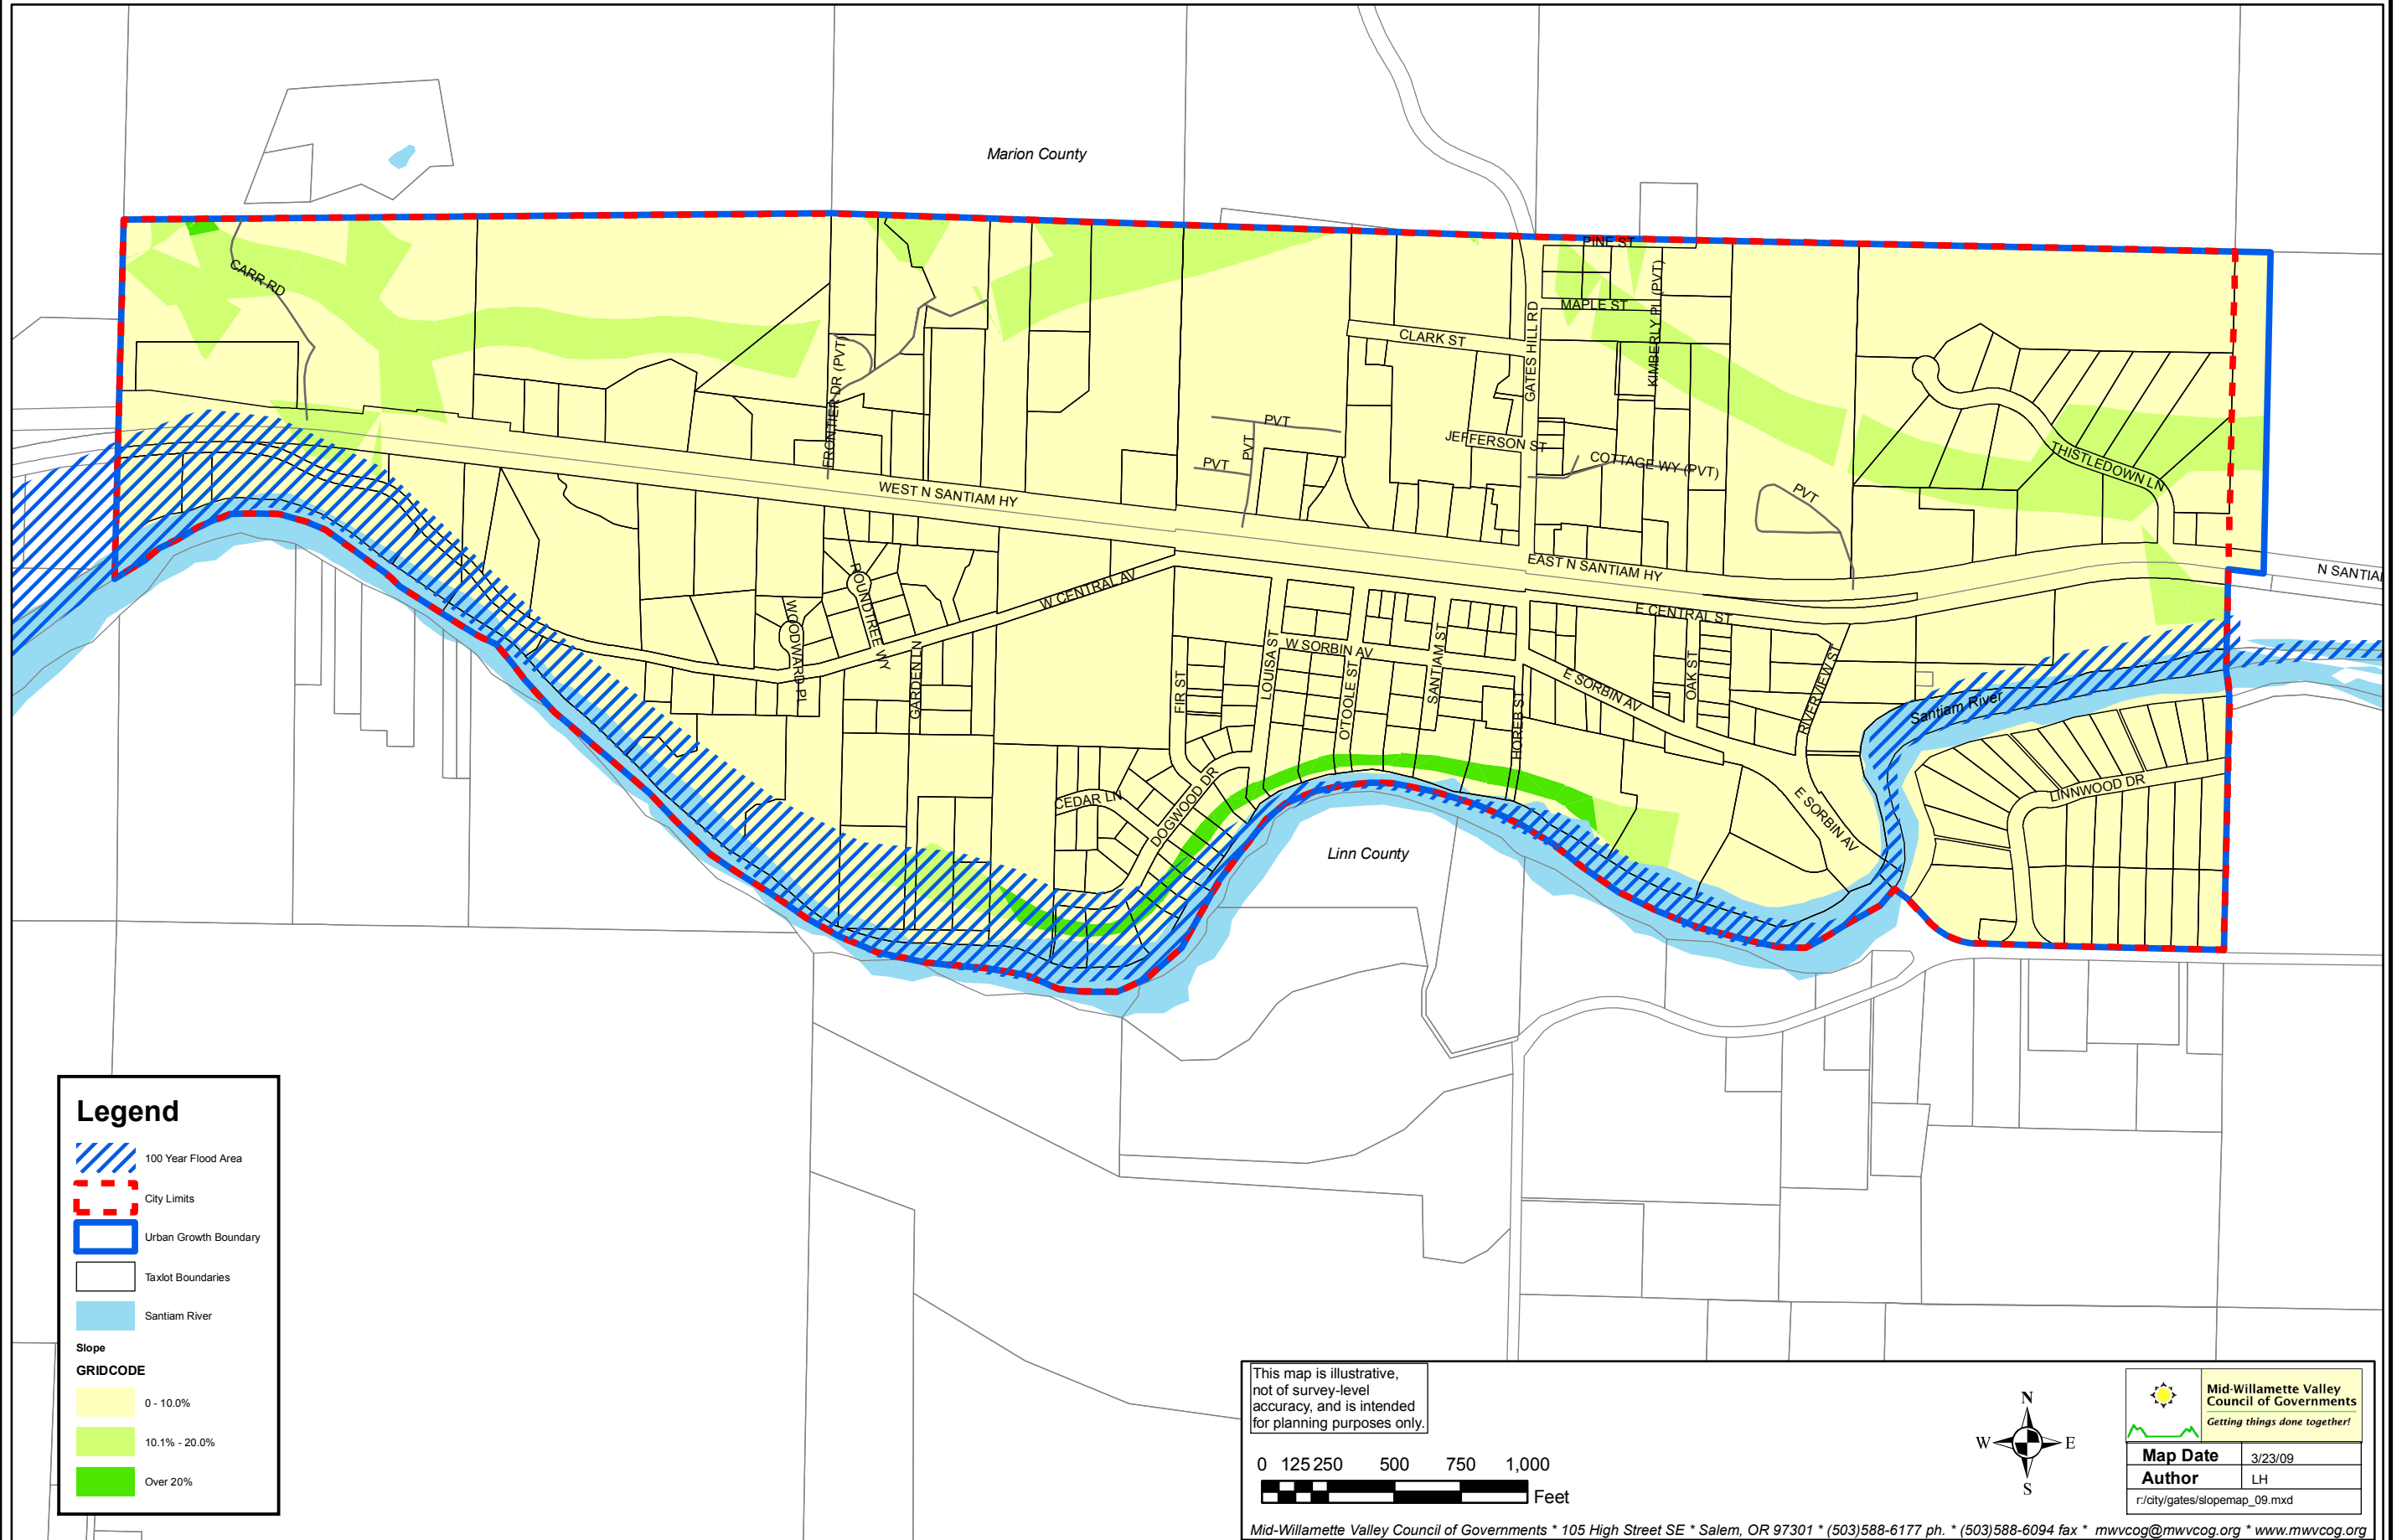 Marion County
PINE ST
CARR RD
MAPLE ST
KIMBERLY PL (PVT)
GATES HILL RD
CLARK ST
FRONTIER DR (PVT)
PVT
PVT
PVT
JEFFERSON ST
COTTAGE WY (PVT)
PVT
THISTLEDOWN LN
WEST N SANTIAM HY
EAST N SANTIAM HY
N SANTIA
ROUNDTREE WY
WOODWARD PL
W CENTRAL AV
E CENTRAL ST
GARDEN LN
FIR ST
LOUISA ST
W SORBIN AV
O'TOOLE ST
SANTIAM ST
HOREB ST
E SORBIN AV
OAK ST
RIVERVIEW ST
Santiam River
CEDAR LN
DOGWOOD DR
E SORBIN AV
LINNWOOD DR
Linn County
Legend
100 Year Flood Area
City Limits
Urban Growth Boundary
Taxlot Boundaries
Santiam River
Slope
GRIDCODE
0 - 10.0%
10.1% - 20.0%
Over 20%
This map is illustrative,
not of survey-level
accuracy, and is intended
for planning purposes only.
0 125 250 500 750 1,000
Feet
N
W E
S
Mid-Willamette Valley
Council of Governments
Getting things done together!
Map Date 3/23/09
Author LH
r:/city/gates/slopemap_09.mxd
Mid-Willamette Valley Council of Governments * 105 High Street SE * Salem, OR 97301 * (503)588-6177 ph. * (503)588-6094 fax * mwvcog@mwvcog.org * www.mwvcog.org